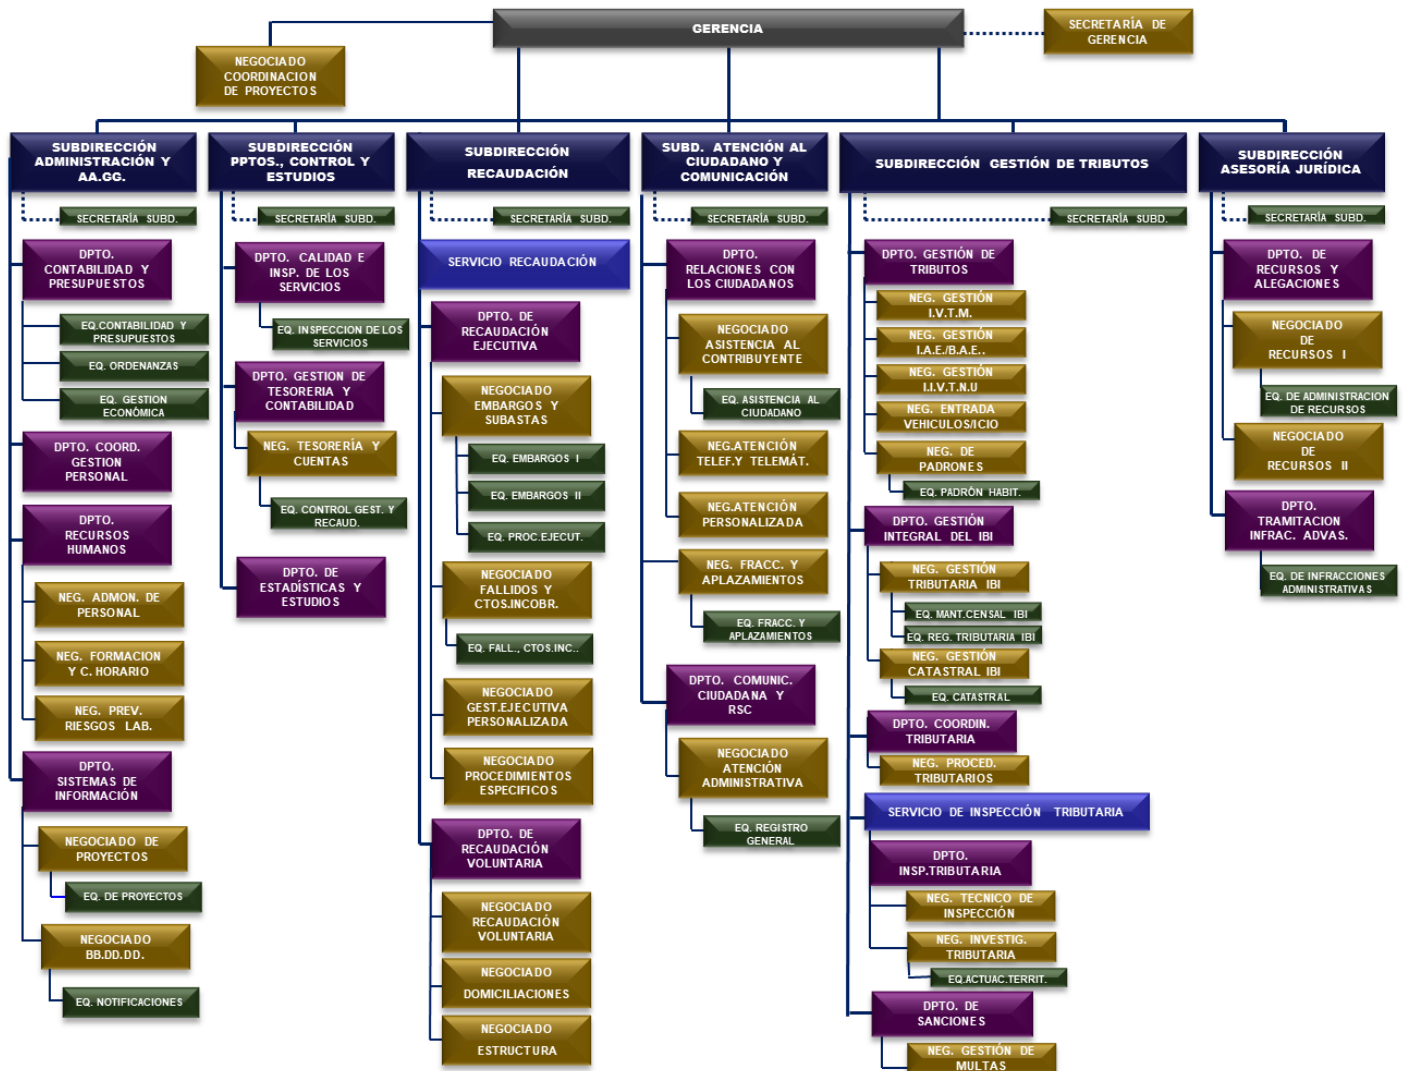 GERENCIA
SECRETARÍA DE
GERENCIA
NEGOCIADO
COORDINACION
DE PROYECTOS
SUBDIRECCIÓN
ADMINISTRACIÓN Y
AA.GG.
SECRETARÍA SUBD.
DPTO.
CONTABILIDAD Y
PRESUPUESTOS
EQ.CONTABILIDAD Y
PRESUPUESTOS
EQ. ORDENANZAS
EQ. GESTION
ECONÓMICA
DPTO. COORD.
GESTION
PERSONAL
DPTO.
RECURSOS
HUMANOS
NEG. ADMON. DE
PERSONAL
NEG. FORMACION
Y C. HORARIO
NEG. PREV.
RIESGOS LAB.
DPTO.
SISTEMAS DE
INFORMACIÓN
NEGOCIADO DE
PROYECTOS
EQ. DE PROYECTOS
NEGOCIADO
BB.DD.DD.
EQ. NOTIFICACIONES
SUBDIRECCIÓN
PPTOS., CONTROL Y
ESTUDIOS
SECRETARÍA SUBD.
DPTO. CALIDAD E
INSP. DE LOS
SERVICIOS
EQ. INSPECCION DE LOS
SERVICIOS
DPTO. GESTION DE
TESORERIA Y
CONTABILIDAD
NEG. TESORERÍA Y
CUENTAS
EQ. CONTROL GEST. Y
RECAUD.
DPTO. DE
ESTADÍSTICAS Y
ESTUDIOS
SUBDIRECCIÓN
RECAUDACIÓN
SECRETARÍA SUBD.
SERVICIO RECAUDACIÓN
DPTO. DE
RECAUDACIÓN
EJECUTIVA
NEGOCIADO
EMBARGOS Y
SUBASTAS
EQ. EMBARGOS I
EQ. EMBARGOS II
EQ. PROC.EJECUT.
NEGOCIADO
FALLIDOS Y
CTOS.INCOBR.
EQ. FALL., CTOS.INC..
NEGOCIADO
GEST.EJECUTIVA
PERSONALIZADA
NEGOCIADO
PROCEDIMIENTOS
ESPECIFICOS
DPTO. DE
RECAUDACIÓN
VOLUNTARIA
NEGOCIADO
RECAUDACIÓN
VOLUNTARIA
NEGOCIADO
DOMICILIACIONES
NEGOCIADO
ESTRUCTURA
SUBD. ATENCIÓN AL
CIUDADANO Y
COMUNICACIÓN
SECRETARÍA SUBD.
DPTO.
RELACIONES CON
LOS CIUDADANOS
NEGOCIADO
ASISTENCIA AL
CONTRIBUYENTE
EQ. ASISTENCIA AL
CIUDADANO
NEG.ATENCIÓN
TELEF.Y TELEMÁT.
NEG.ATENCIÓN
PERSONALIZADA
NEG. FRACC. Y
APLAZAMIENTOS
EQ. FRACC. Y
APLAZAMIENTOS
DPTO. COMUNIC.
CIUDADANA Y
RSC
NEGOCIADO
ATENCIÓN
ADMINISTRATIVA
EQ. REGISTRO
GENERAL
SUBDIRECCIÓN GESTIÓN DE TRIBUTOS
SECRETARÍA SUBD.
DPTO. GESTIÓN DE
TRIBUTOS
NEG. GESTIÓN
I.V.T.M.
NEG. GESTIÓN
I.A.E./B.A.E..
NEG. GESTIÓN
I.I.V.T.N.U
NEG. ENTRADA
VEHICULOS/ICIO
NEG. DE
PADRONES
EQ. PADRÓN HABIT.
DPTO. GESTIÓN
INTEGRAL DEL IBI
NEG. GESTIÓN
TRIBUTARIA IBI
EQ. MANT.CENSAL IBI
EQ. REG. TRIBUTARIA IBI
NEG. GESTIÓN
CATASTRAL IBI
EQ. CATASTRAL
DPTO. COORDIN.
TRIBUTARIA
NEG. PROCED.
TRIBUTARIOS
SERVICIO DE INSPECCIÓN TRIBUTARIA
DPTO.
INSP.TRIBUTARIA
NEG. TECNICO DE
INSPECCIÓN
NEG. INVESTIG.
TRIBUTARIA
EQ.ACTUAC.TERRIT.
DPTO. DE
SANCIONES
NEG. GESTIÓN DE
MULTAS
SUBDIRECCIÓN
ASESORÍA JURÍDICA
SECRETARÍA SUBD.
DPTO. DE
RECURSOS Y
ALEGACIONES
NEGOCIADO
DE
RECURSOS I
EQ. DE ADMINISTRACION
DE RECURSOS
NEGOCIADO
DE
RECURSOS II
DPTO.
TRAMITACION
INFRAC. ADVAS.
EQ. DE INFRACCIONES
ADMINISTRATIVAS